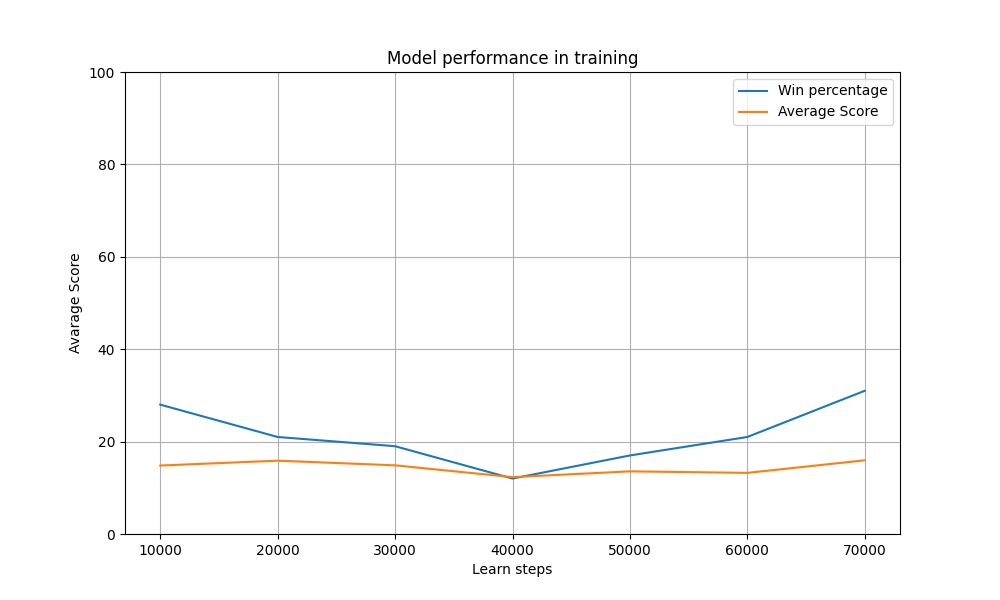 Model performance in training
Win percentage
Average Score
Avarage Score
100
80
60
40
20
0
10000 20000 30000 40000 50000 60000 70000
Learn steps